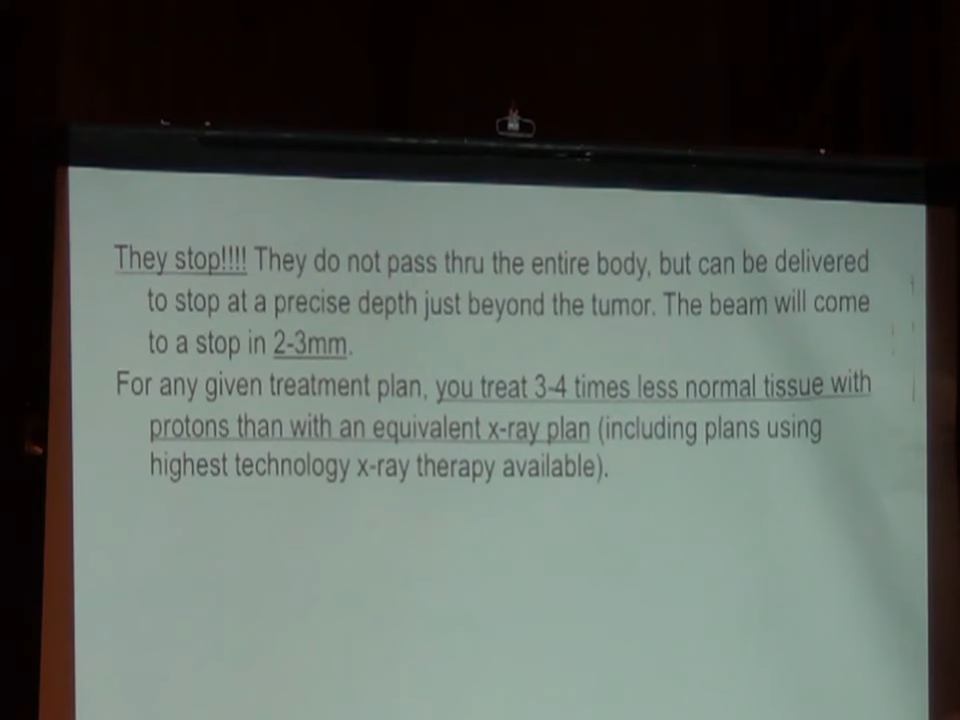 They stop!!!! They do not pass thru the entire body, but can be delivered
to stop at a precise depth just beyond the tumor. The beam will come
to a stop in 2-3mm.
For any given treatment plan, you treat 3-4 times less normal tissue with
protons than with an equivalent x-ray plan (including plans using
highest technology x-ray therapy available).